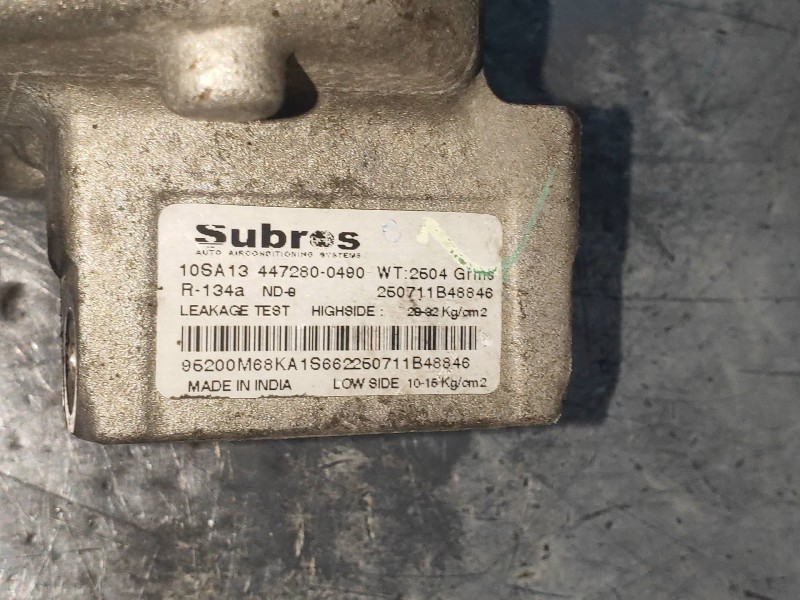 Subros
AUTO AIRCONDITIONING SYSTEMS
10SA13 447280-0490 WT:2504 Grms
R-134a ND-8 250711B48846
LEAKAGE TEST HIGHSIDE : 28-32 Kg/cm2
95200M68KA1S662250711B48846
MADE IN INDIA LOW SIDE 10-15 Kg/cm2